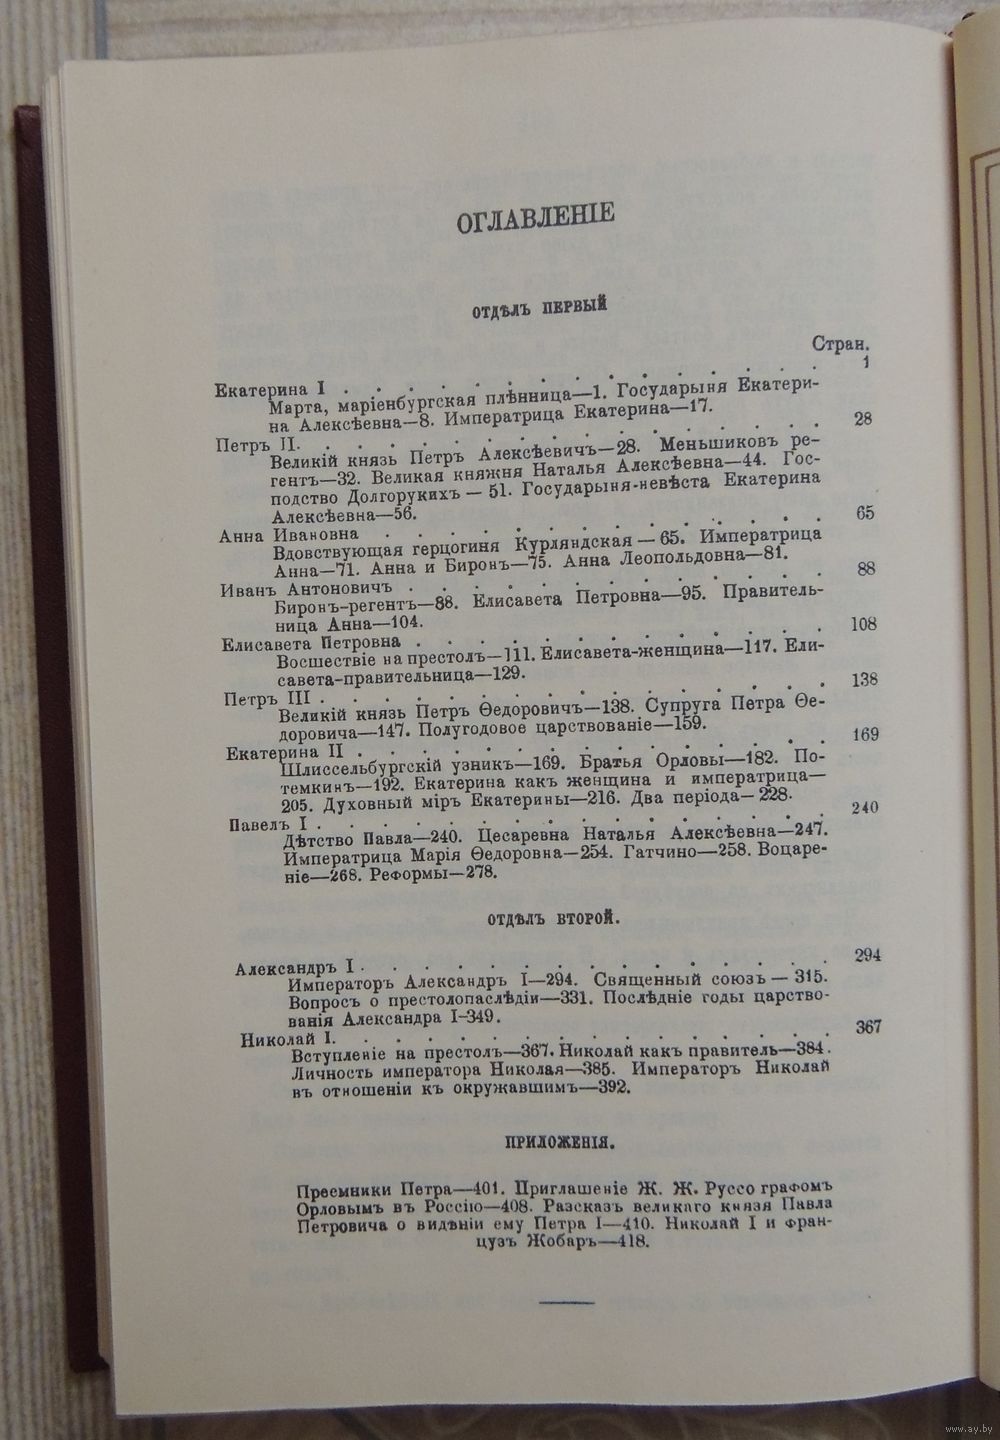 ОГЛАВЛЕНІЕ
ОТДѢЛЪ ПЕРВЫЙ
Стран.
Екатерина I . . . . . . . . . . . . . . 1
Марта, маріенбургская плѣнница—1. Государыня Екатери-
на Алексѣевна—8. Императрица Екатерина—17.
Петръ II. . . . . . . . . . . . . . . 28
Великій князь Петръ Алексѣевичъ—28. Меньшиковъ ре-
гентъ—32. Великая княжня Наталья Алексѣевна—44. Гос-
подство Долгорукихъ — 51. Государыня-невѣста Екатерина
Алексѣевна—56.
Анна Ивановна . . . . . . . . . . . . . 65
Вдовствующая герцогиня Курляндская — 65. Императрица
Анна—71. Анна и Биронъ—75. Анна Леопольдовна—81.
Иванъ Антоновичъ . . . . . . . . . . . . 88
Биронъ-регентъ—88. Елисавета Петровна—95. Правитель-
ница Анна—104.
Елисавета Петровна . . . . . . . . . . . . 108
Восшествіе на престолъ—111. Елисавета-женщина—117. Ели-
савета-правительница—129.
Петръ III . . . . . . . . . . . . . . . 138
Великій князь Петръ Ѳедоровичъ—138. Супруга Петра Ѳе-
доровича—147. Полугодовое царствованіе—159.
Екатерина II . . . . . . . . . . . . . . 169
Шлиссельбургскій узникъ—169. Братья Орловы—182. По-
темкинъ—192. Екатерина какъ женщина и императрица—
205. Духовный міръ Екатерины—216. Два періода—228.
Павелъ I . . . . . . . . . . . . . . . 240
Дѣтство Павла—240. Цесаревна Наталья Алексѣевна—247.
Императрица Марія Ѳедоровна—254. Гатчино—258. Воцаре-
ніе—268. Реформы—278.
ОТДѢЛЪ ВТОРОЙ.
Александръ I . . . . . . . . . . . . . . 294
Императоръ Александръ I—294. Священный союзъ — 315.
Вопросъ о престолопаслѣдіи—331. Послѣдніе годы царство-
ванія Александра I-349.
Николай I. . . . . . . . . . . . . . . 367
Вступленіе на престолъ—367. Николай какъ правитель—384.
Личность императора Николая—385. Императоръ Николай
въ отношеніи къ окружавшимъ—392.
ПРИЛОЖЕНІЯ.
Преемники Петра—401. Приглашеніе Ж. Ж. Руссо графомъ
Орловымъ въ Россію—408. Разсказъ великаго князя Павла
Петровича о видѣніи ему Петра I—410. Николай I и фран-
цузъ Жобаръ—418.
www.ay.by